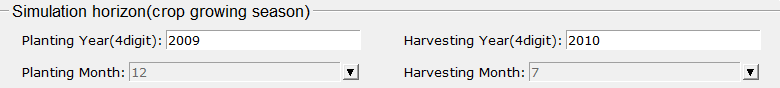 Simulation horizon(crop growing season)
Planting Year(4digit): 2009 Harvesting Year(4digit): 2010
Planting Month: 12 Harvesting Month: 7